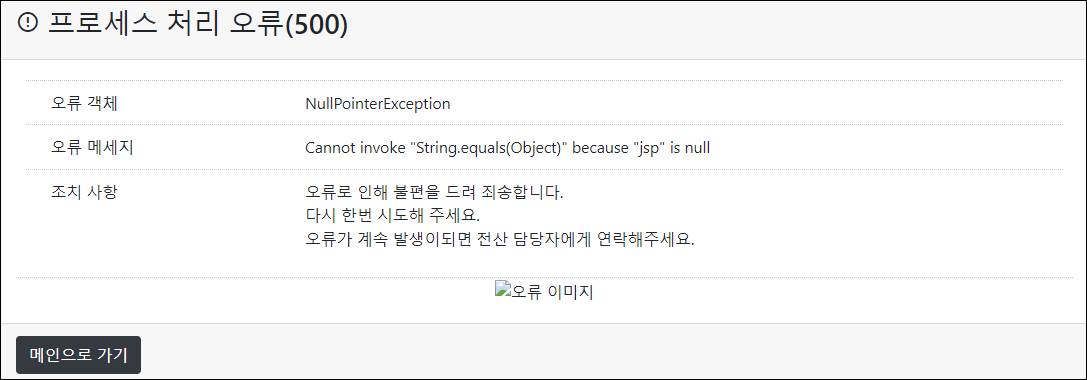 프로세스 처리 오류(500)
오류 객체 NullPointerException
오류 메세지 Cannot invoke "String.equals(Object)" because "jsp" is null
조치 사항 오류로 인해 불편을 드려 죄송합니다.
다시 한번 시도해 주세요.
오류가 계속 발생이되면 전산 담당자에게 연락해주세요.
오류 이미지
메인으로 가기